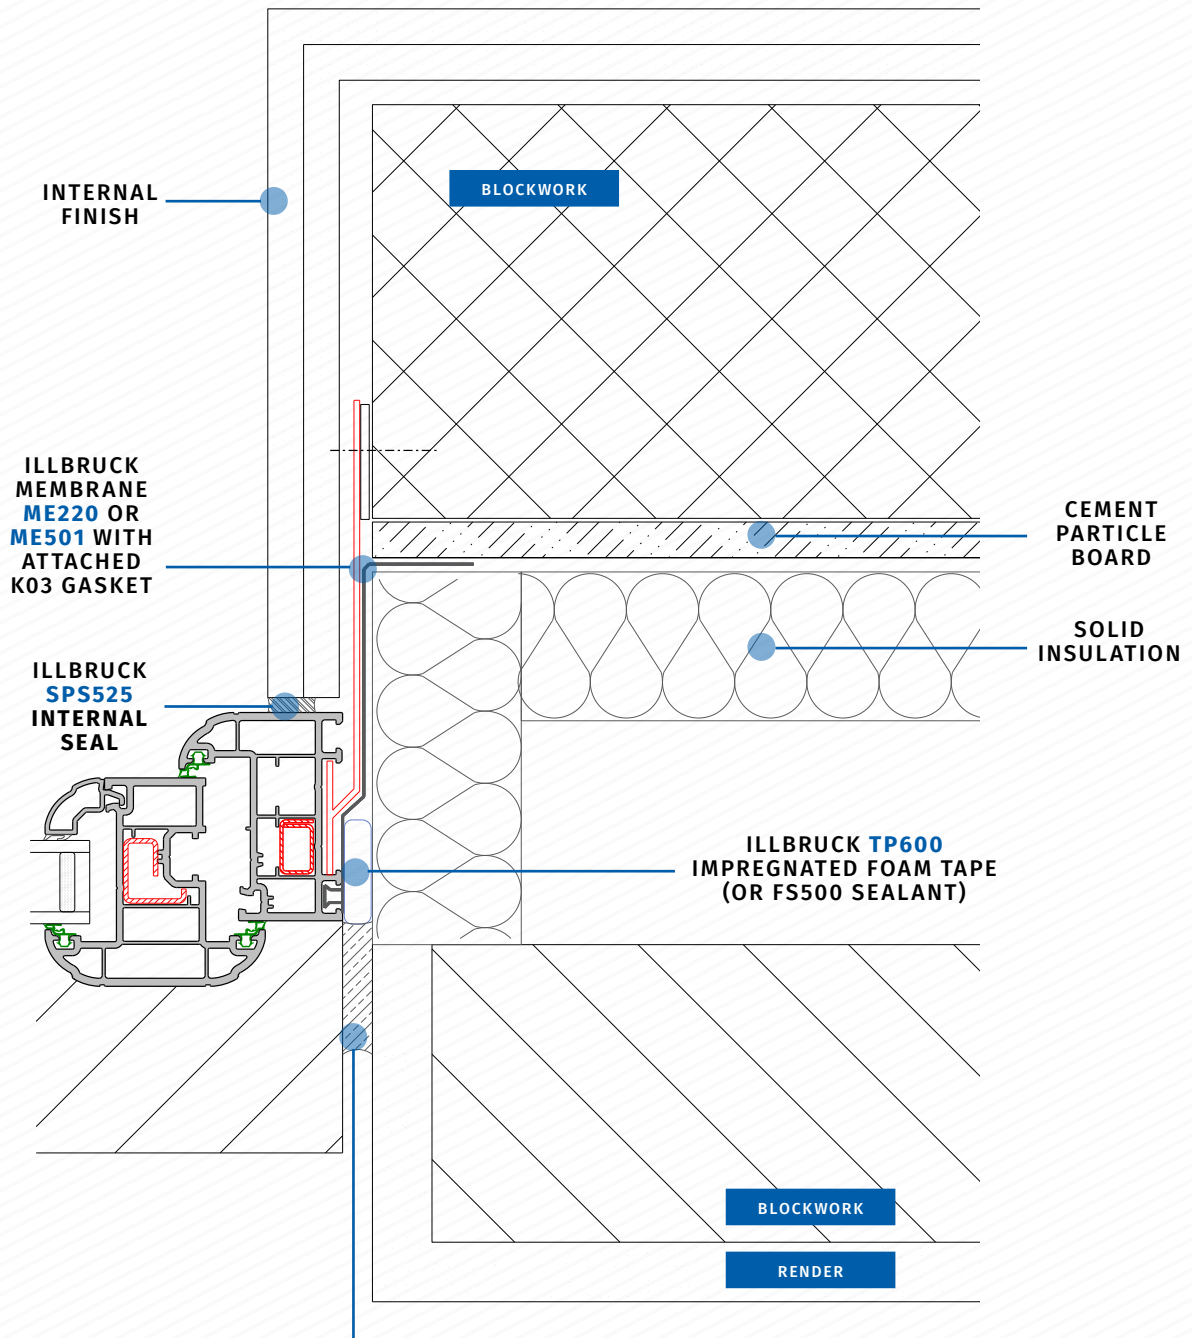 BLOCKWORK
INTERNAL
FINISH
ILLBRUCK
MEMBRANE
ME220 OR
ME501 WITH
ATTACHED
K03 GASKET
CEMENT
PARTICLE
BOARD
SOLID
INSULATION
ILLBRUCK
SPS525
INTERNAL
SEAL
ILLBRUCK TP600
IMPREGNATED FOAM TAPE
(OR FS500 SEALANT)
BLOCKWORK
RENDER